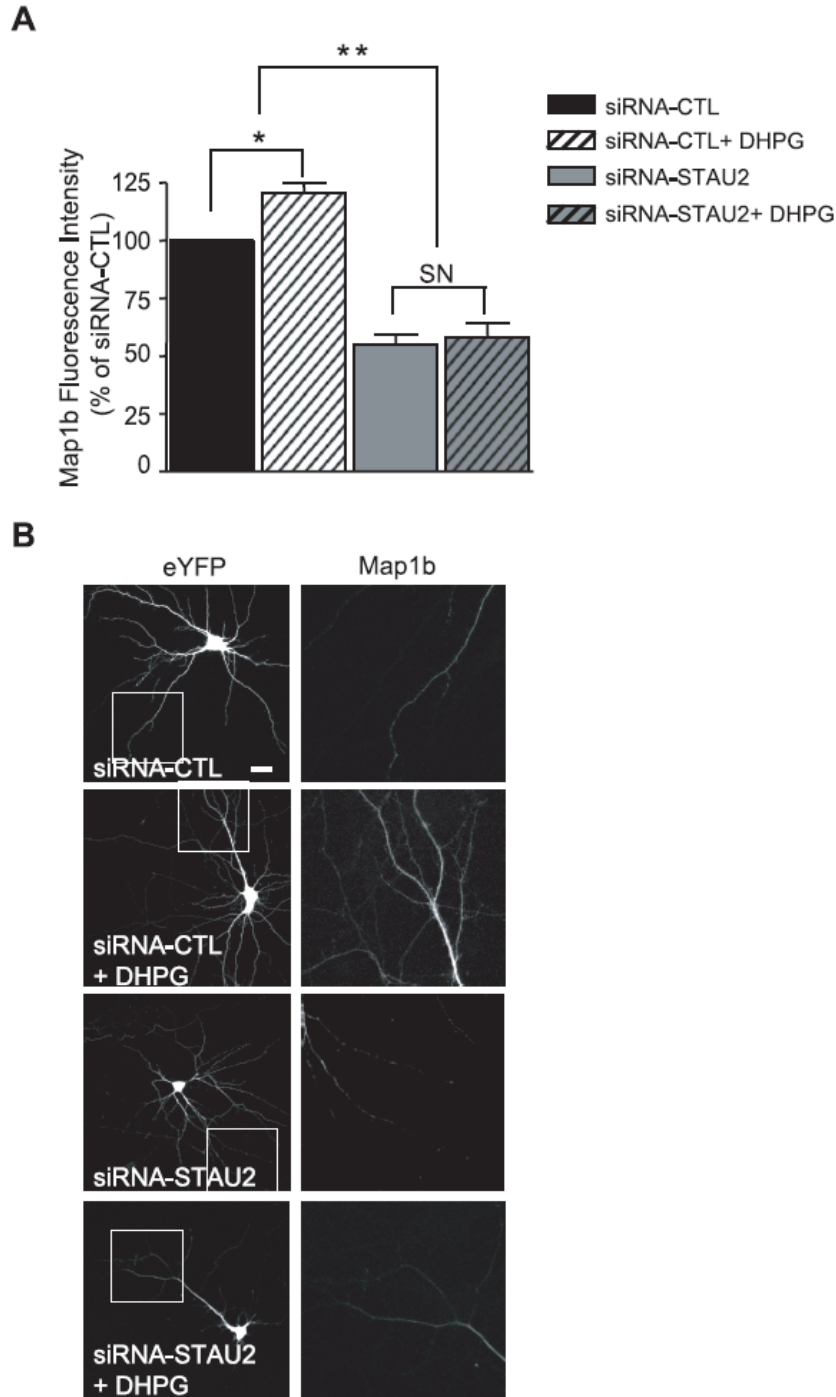 A
**
*
SN
siRNA-CTL
siRNA-CTL+ DHPG
siRNA-STAU2
siRNA-STAU2+ DHPG
Map1b Fluorescence Intensity
(% of siRNA-CTL)
125
100
75
50
25
0
B
eYFP
Map1b
siRNA-CTL
siRNA-CTL
+ DHPG
siRNA-STAU2
siRNA-STAU2
+ DHPG